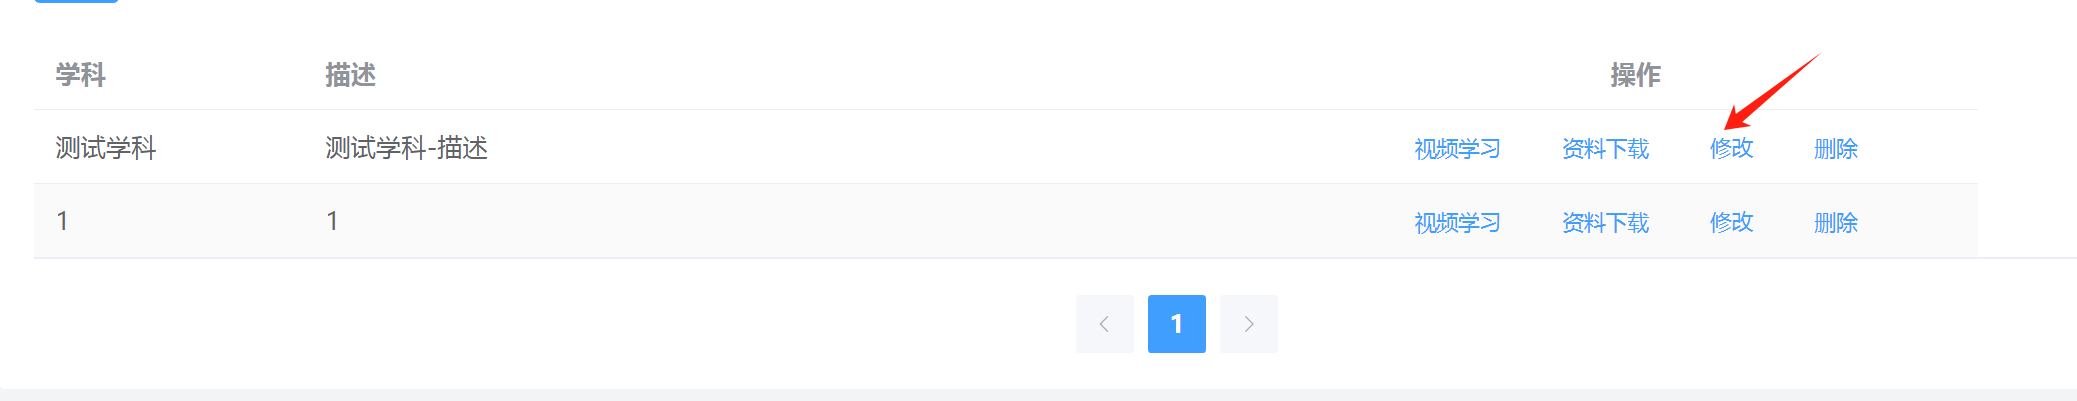 学科 描述 操作
测试学科 测试学科-描述 视频学习 资料下载 修改 删除
1 1 视频学习 资料下载 修改 删除
1